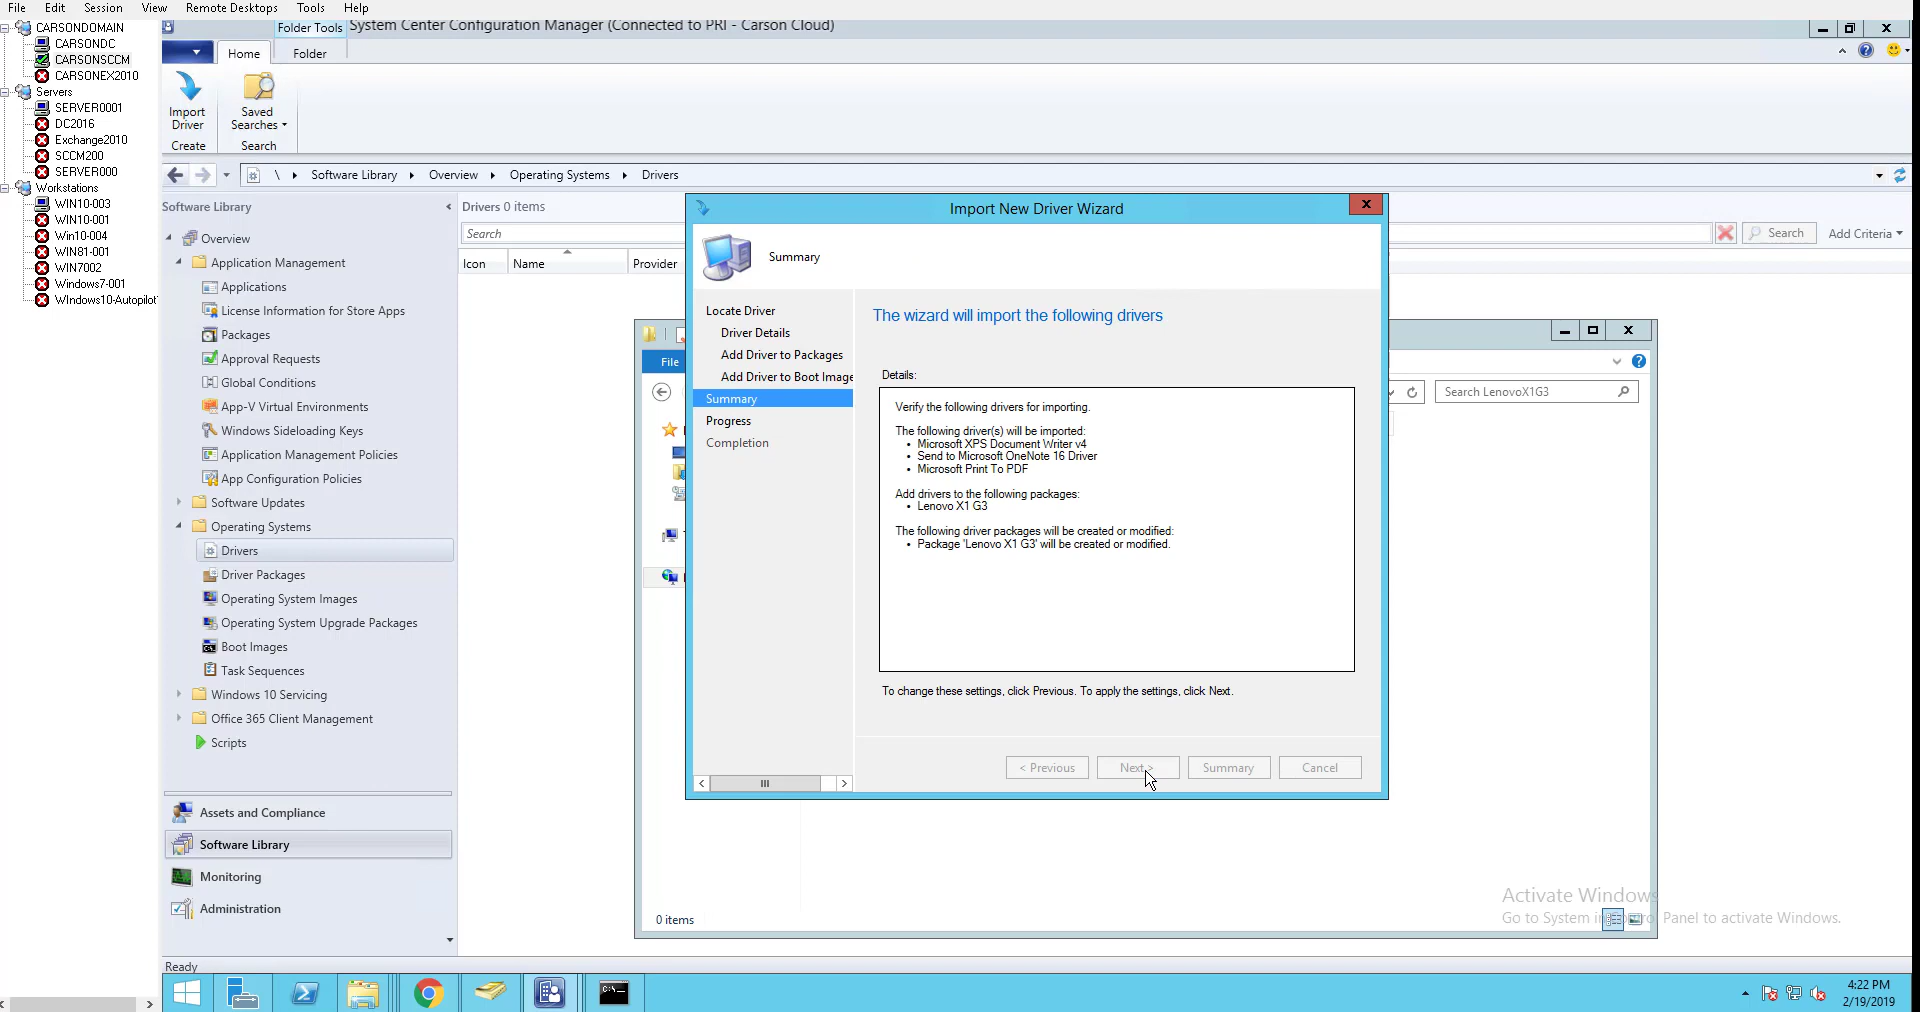 File Edit Session View Remote Desktops Tools Help
CARSONDOMAIN
CARSONDC
CARSONSCCM
CARSONEX2010
Servers
SERVER0001
DC2016
Exchange2010
SCCM200
SERVER000
Workstations
WIN10-003
WIN10-001
Win10-004
WIN81-001
WIN7002
Windows7-001
WIndows10-Autopilot
Folder Tools System Center Configuration Manager (Connected to PRI - Carson Cloud)
Home Folder
Import Driver
Saved Searches
Create Search
\ Software Library Overview Operating Systems Drivers
Software Library
Overview
Application Management
Applications
License Information for Store Apps
Packages
Approval Requests
Global Conditions
App-V Virtual Environments
Windows Sideloading Keys
Application Management Policies
App Configuration Policies
Software Updates
Operating Systems
Drivers
Driver Packages
Operating System Images
Operating System Upgrade Packages
Boot Images
Task Sequences
Windows 10 Servicing
Office 365 Client Management
Scripts
Assets and Compliance
Software Library
Monitoring
Administration
Ready
Drivers 0 items
Search
Search Add Criteria
Icon Name Provider
File
Search LenovoX1G3
0 items
Import New Driver Wizard
Summary
Locate Driver
Driver Details
Add Driver to Packages
Add Driver to Boot Image
Summary
Progress
Completion
The wizard will import the following drivers
Details:
Verify the following drivers for importing.
The following driver(s) will be imported:
• Microsoft XPS Document Writer v4
• Send to Microsoft OneNote 16 Driver
• Microsoft Print To PDF
Add drivers to the following packages:
• Lenovo X1 G3
The following driver packages will be created or modified:
• Package 'Lenovo X1 G3' will be created or modified.
To change these settings, click Previous. To apply the settings, click Next.
< Previous Next > Summary Cancel
Activate Windows
Go to System in Panel to activate Windows.
4:22 PM
2/19/2019